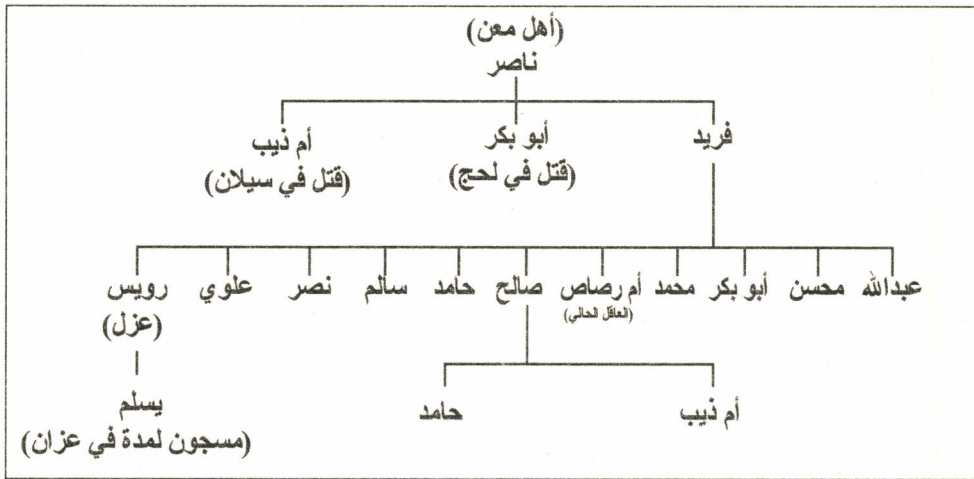 (أهل معن)
ناصر
فريد أبو بكر أم ذيب
(قتل في لحج) (قتل في سيلان)
عبدالله محسن أبو بكر محمد أم رصاص صالح حامد سالم نصر علوي رويس
(العاقل الحالي) (عزل)
أم ذيب حامد يسلم
(مسجون لمدة في عزان)